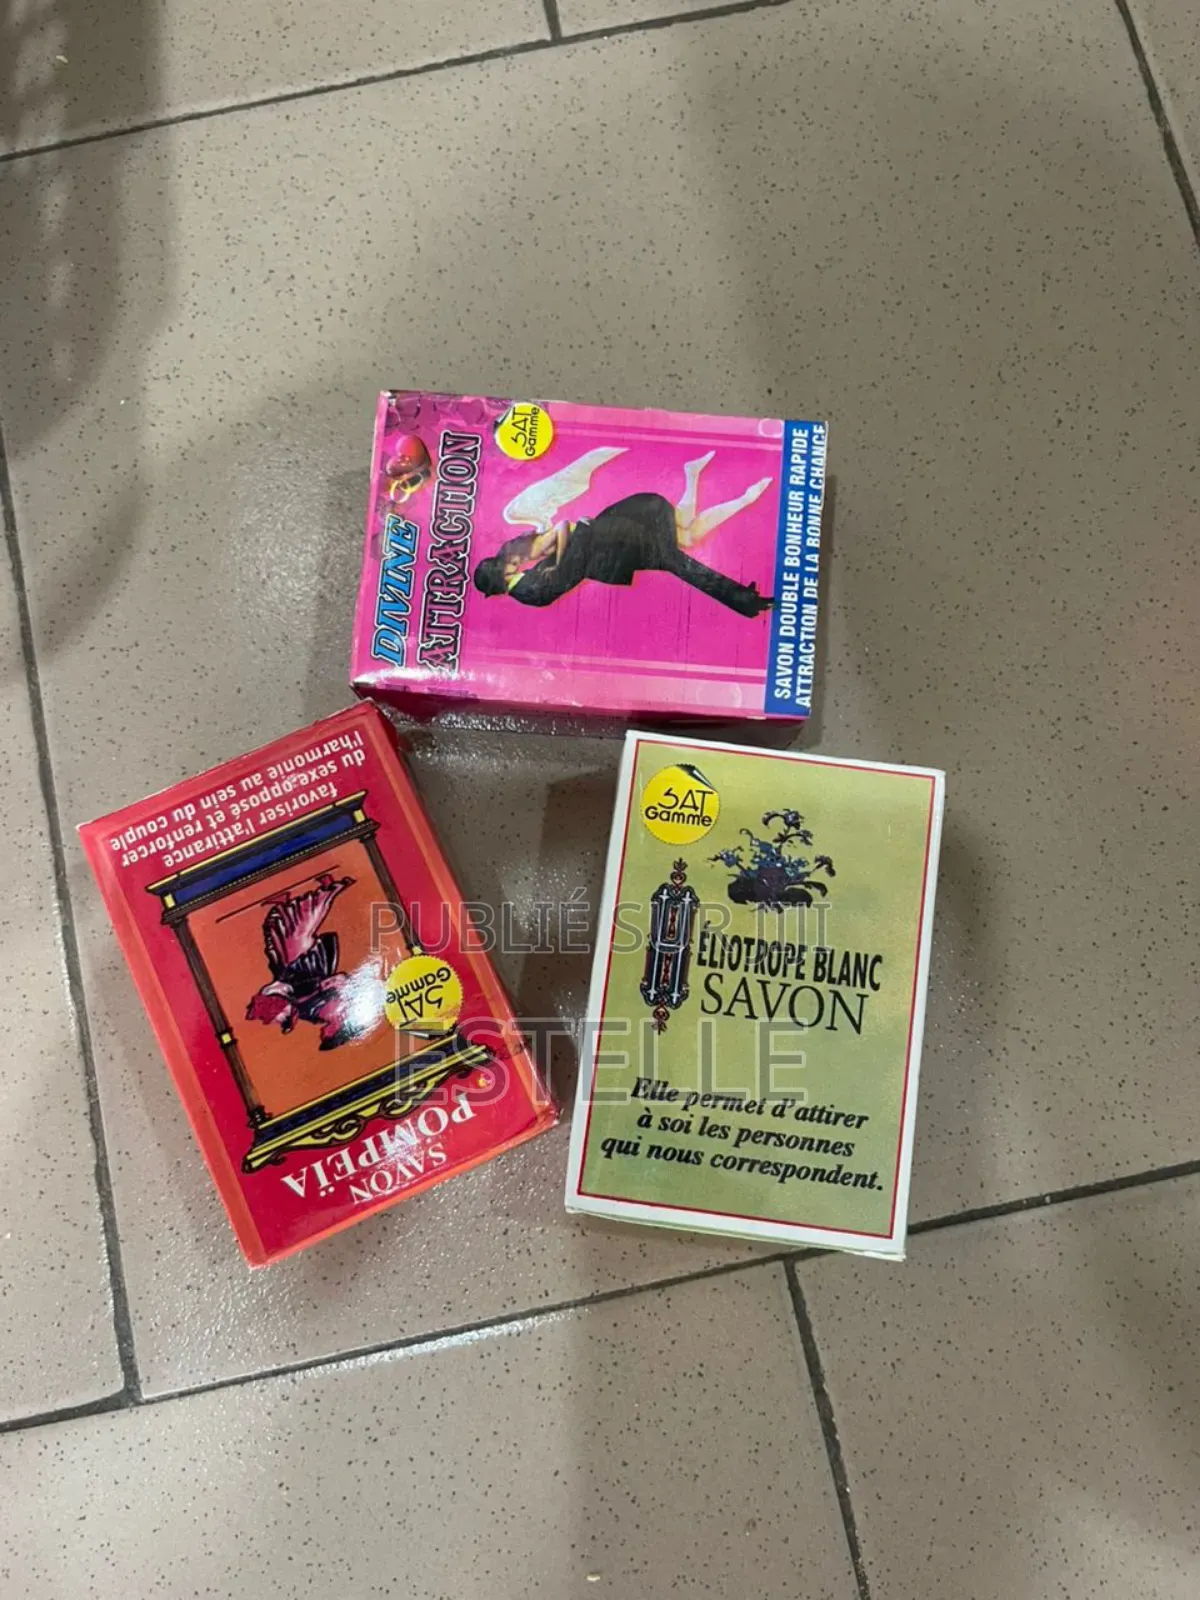 DIVINE
ATTRACTION
SAT
Gamme
SAVON DOUBLE BONHEUR RAPIDE
ATTRACTION DE LA BONNE CHANCE
favoriser l'attirance
du sexe opposé et renforcer
l'harmonie au sein du couple
SAT
Gamme
SAVON
POMPEÏA
SAT
Gamme
HÉLIOTROPE BLANC
SAVON
Elle permet d'attirer
à soi les personnes
qui nous correspondent.
PUBLIÉ SUR JIJI
ESTELLE